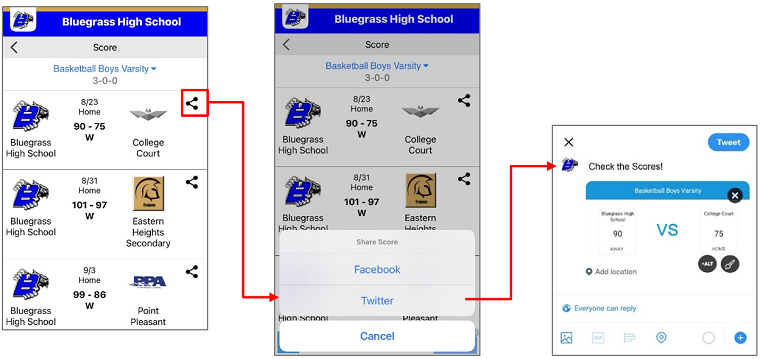 Bluegrass High School
Score
Basketball Boys Varsity
3-0-0
8/23
Home
90 - 75
W
Bluegrass
High School
College
Court
8/31
Home
101 - 97
W
Bluegrass
High School
Trojans
Eastern
Heights
Secondary
9/3
Home
99 - 86
W
PPA
Bluegrass
High School
Point
Pleasant
Bluegrass High School
Score
Basketball Boys Varsity
3-0-0
8/23
Home
90 - 75
W
Bluegrass
High School
College
Court
8/31
Home
101 - 97
W
Bluegrass
Eastern
Heights
Share Score
Facebook
Twitter
High School
Pleasant
Cancel
Tweet
Check the Scores!
Basketball Boys Varsity
Bluegrass High
School
90
AWAY
VS
College Court
75
HOME
+ALT
Add location
Everyone can reply
GIF